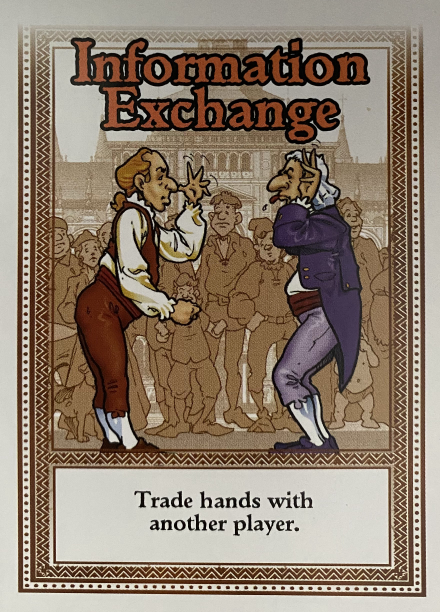 Information
Exchange
Trade hands with
another player.